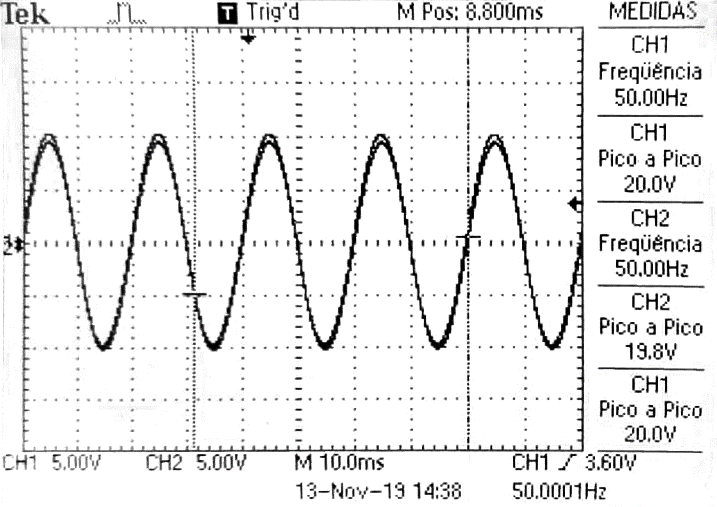 Tek T Trig'd M Pos: 8.800ms MEDIDAS
CH1
Freqüência
50.00Hz
CH1
Pico a Pico
20.0V
CH2
Freqüência
50.00Hz
CH2
Pico a Pico
19.8V
CH1
Pico a Pico
20.0V
2
CH1 5.00V CH2 5.00V M 10.0ms CH1 3.60V
13-Nov-19 14:38 50.0001Hz